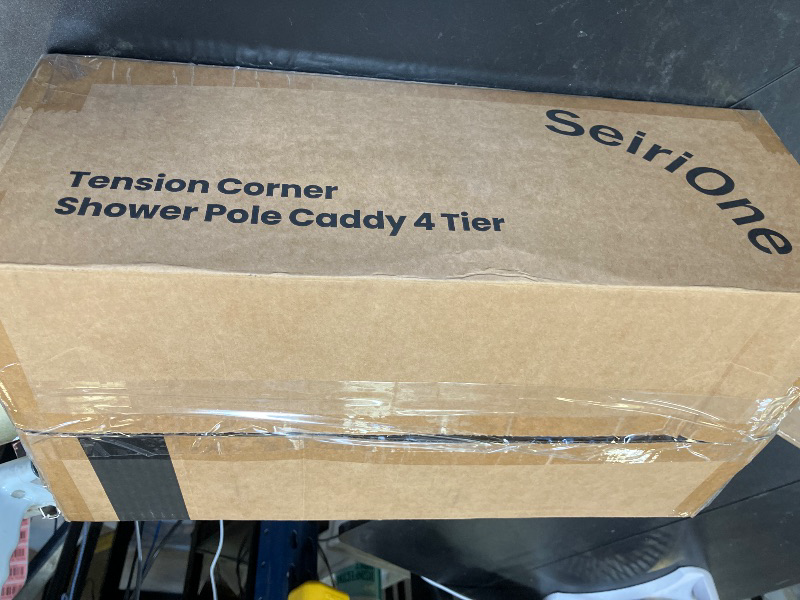 SeiriOne
Tension Corner
Shower Pole Caddy 4 Tier